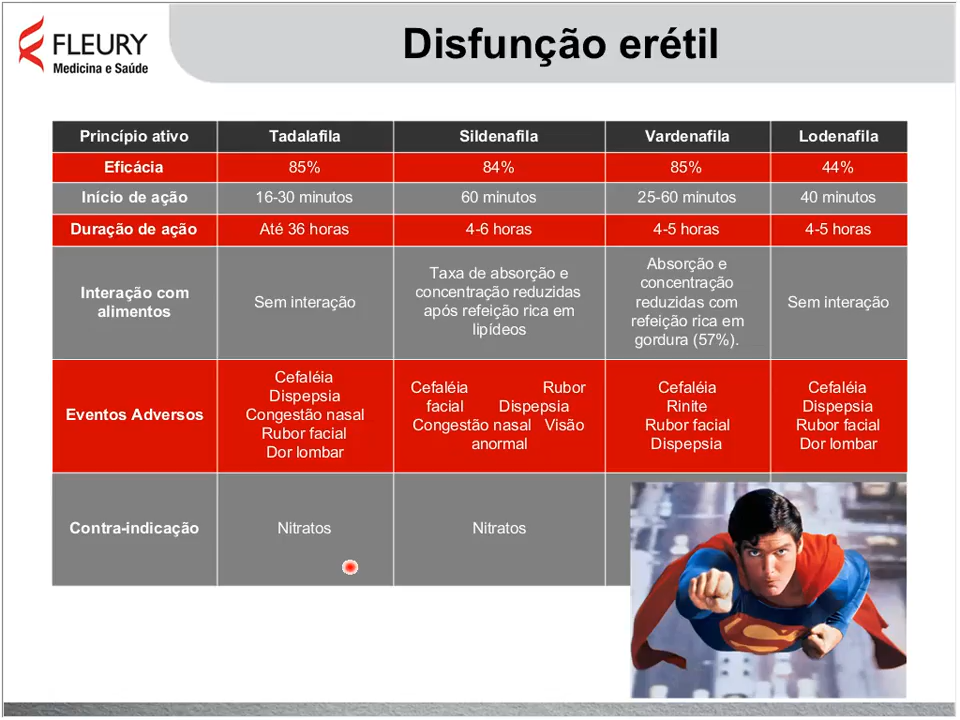 FLEURY
Medicina e Saúde
Disfunção erétil
Princípio ativo Tadalafila Sildenafila Vardenafila Lodenafila
Eficácia 85% 84% 85% 44%
Início de ação 16-30 minutos 60 minutos 25-60 minutos 40 minutos
Duração de ação Até 36 horas 4-6 horas 4-5 horas 4-5 horas
Interação com
alimentos
Sem interação
Taxa de absorção e
concentração reduzidas
após refeição rica em
lipídeos
Absorção e
concentração
reduzidas com
refeição rica em
gordura (57%).
Sem interação
Eventos Adversos
Cefaléia
Dispepsia
Congestão nasal
Rubor facial
Dor lombar
Cefaléia Rubor
facial Dispepsia
Congestão nasal Visão
anormal
Cefaléia
Rinite
Rubor facial
Dispepsia
Cefaléia
Dispepsia
Rubor facial
Dor lombar
Contra-indicação Nitratos Nitratos